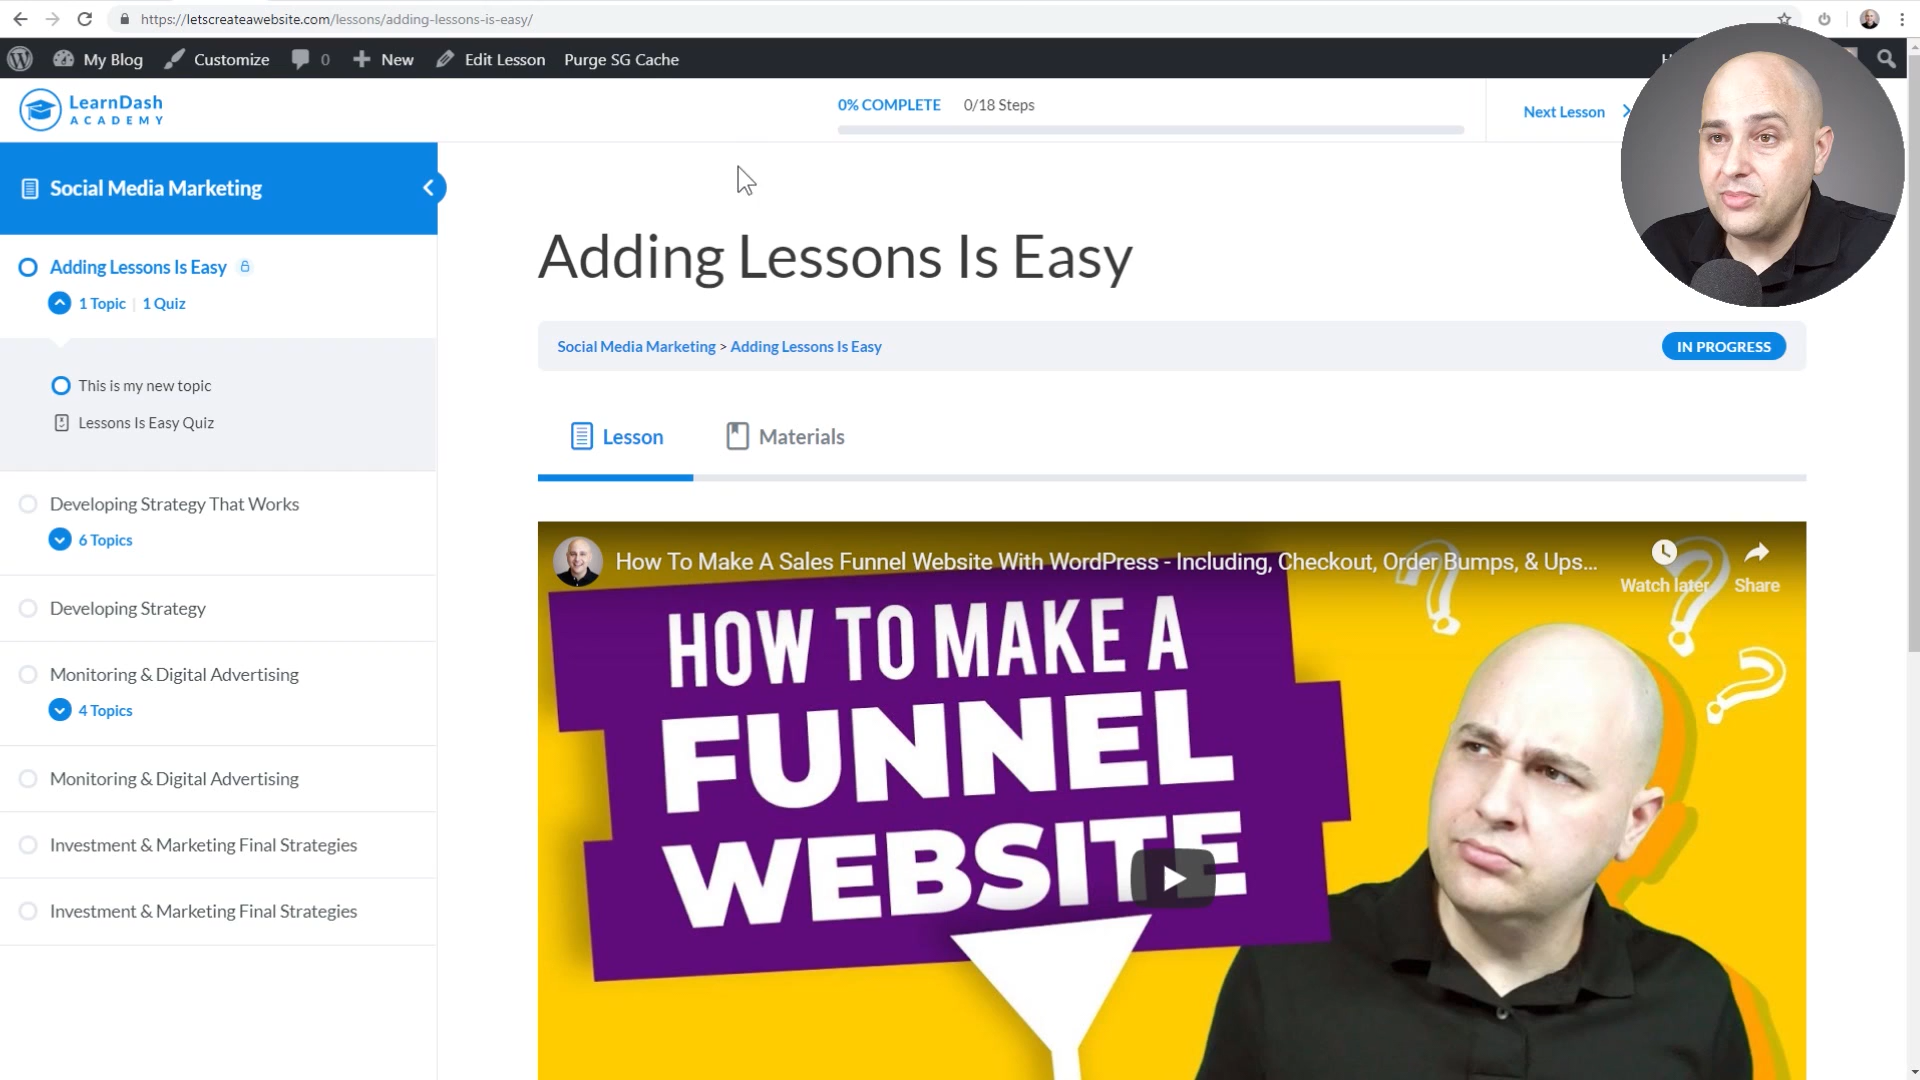 https://letscreateawebsite.com/lessons/adding-lessons-is-easy/
My Blog Customize 0 New Edit Lesson Purge SG Cache
LearnDash
ACADEMY
0% COMPLETE 0/18 Steps
Next Lesson
Social Media Marketing
Adding Lessons Is Easy
1 Topic | 1 Quiz
This is my new topic
Lessons Is Easy Quiz
Developing Strategy That Works
6 Topics
Developing Strategy
Monitoring & Digital Advertising
4 Topics
Monitoring & Digital Advertising
Investment & Marketing Final Strategies
Investment & Marketing Final Strategies
Adding Lessons Is Easy
Social Media Marketing > Adding Lessons Is Easy
IN PROGRESS
Lesson Materials
How To Make A Sales Funnel Website With WordPress - Including, Checkout, Order Bumps, & Ups...
Watch later Share
HOW TO MAKE A
FUNNEL
WEBSITE